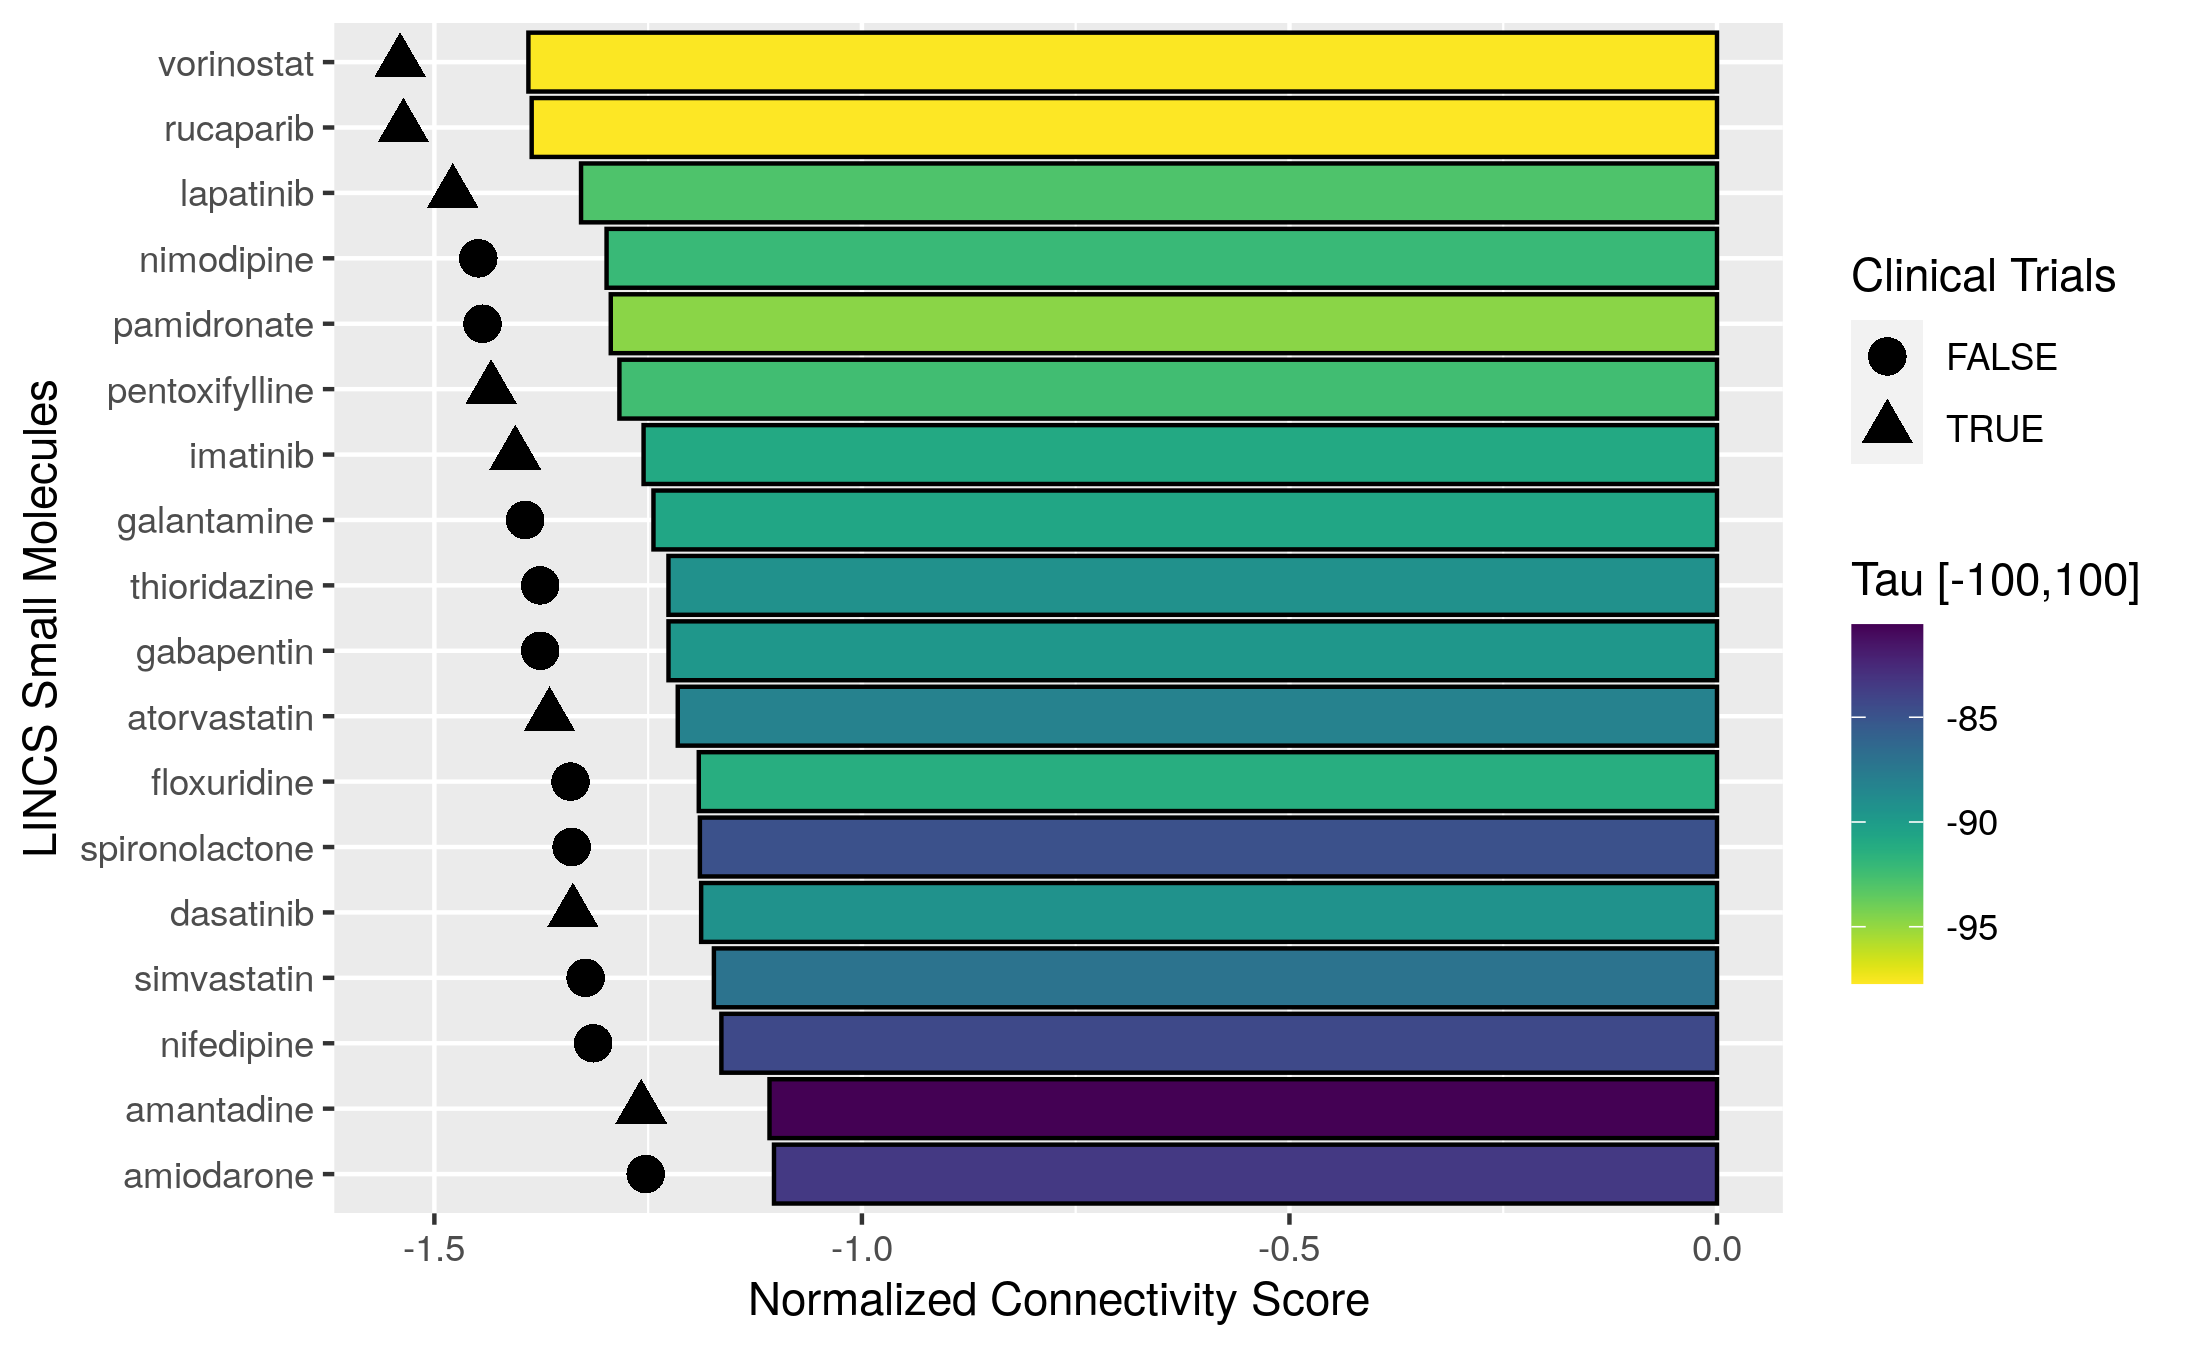 LINCS Small Molecules
vorinostat
rucaparib
lapatinib
nimodipine
pamidronate
pentoxifylline
imatinib
galantamine
thioridazine
gabapentin
atorvastatin
floxuridine
spironolactone
dasatinib
simvastatin
nifedipine
amantadine
amiodarone
-1.5 -1.0 -0.5 0.0
Normalized Connectivity Score
Clinical Trials
FALSE
TRUE
Tau [-100,100]
-85
-90
-95